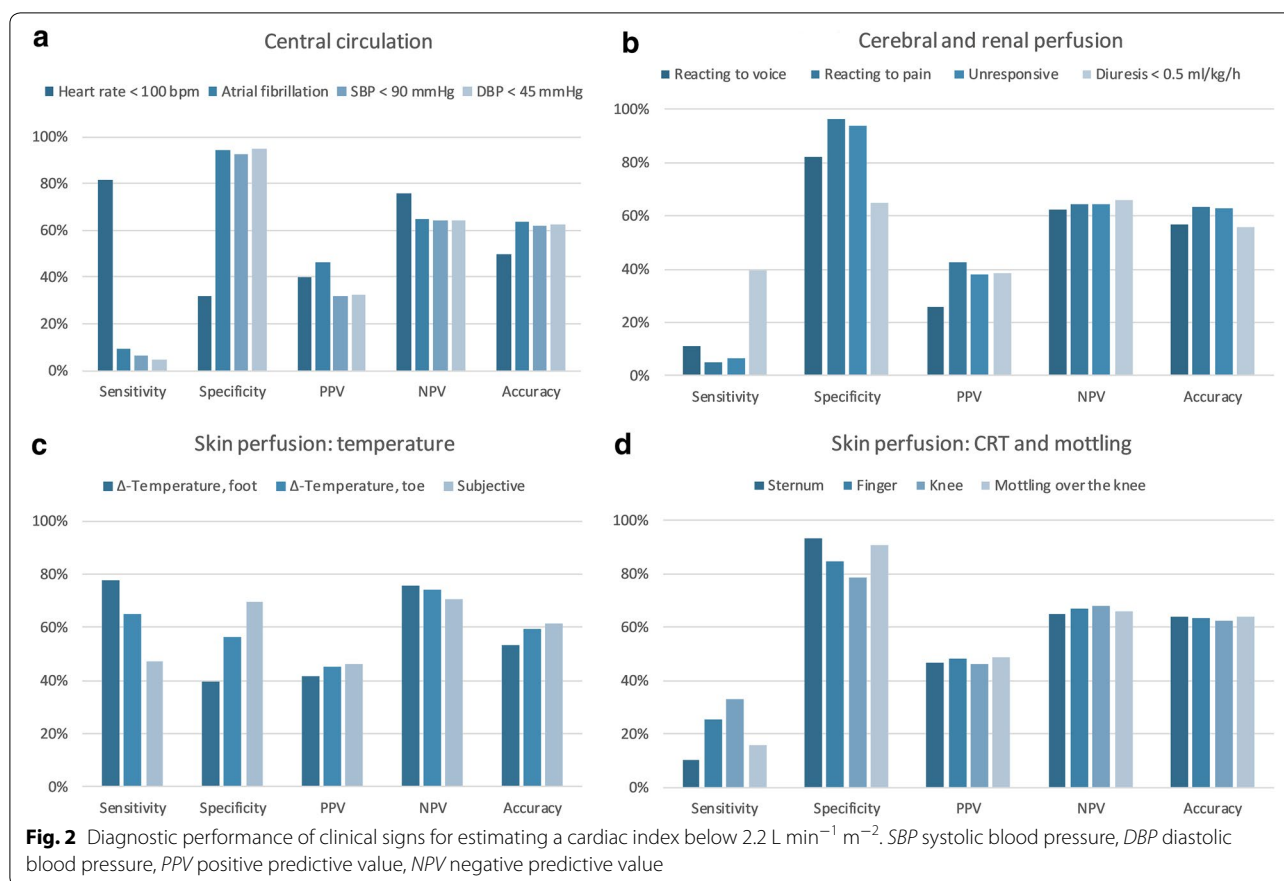 a
Central circulation
Heart rate < 100 bpm Atrial fibrillation SBP < 90 mmHg DBP < 45 mmHg
100%
80%
60%
40%
20%
0%
Sensitivity Specificity PPV NPV Accuracy
b
Cerebral and renal perfusion
Reacting to voice Reacting to pain Unresponsive Diuresis < 0.5 ml/kg/h
100%
80%
60%
40%
20%
0%
Sensitivity Specificity PPV NPV Accuracy
c
Skin perfusion: temperature
Δ-Temperature, foot Δ-Temperature, toe Subjective
100%
80%
60%
40%
20%
0%
Sensitivity Specificity PPV NPV Accuracy
d
Skin perfusion: CRT and mottling
Sternum Finger Knee Mottling over the knee
100%
80%
60%
40%
20%
0%
Sensitivity Specificity PPV NPV Accuracy
Fig. 2 Diagnostic performance of clinical signs for estimating a cardiac index below 2.2 L min⁻¹ m⁻². SBP systolic blood pressure, DBP diastolic
blood pressure, PPV positive predictive value, NPV negative predictive value